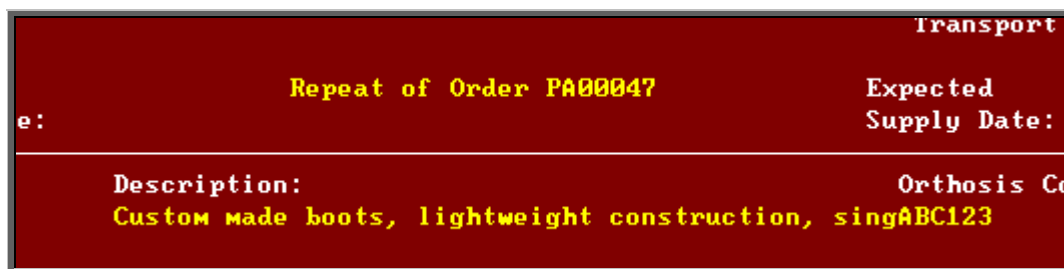 Transport
Repeat of Order PA00047 Expected
e: Supply Date:
Description: Orthosis Co
Custom made boots, lightweight construction, singABC123